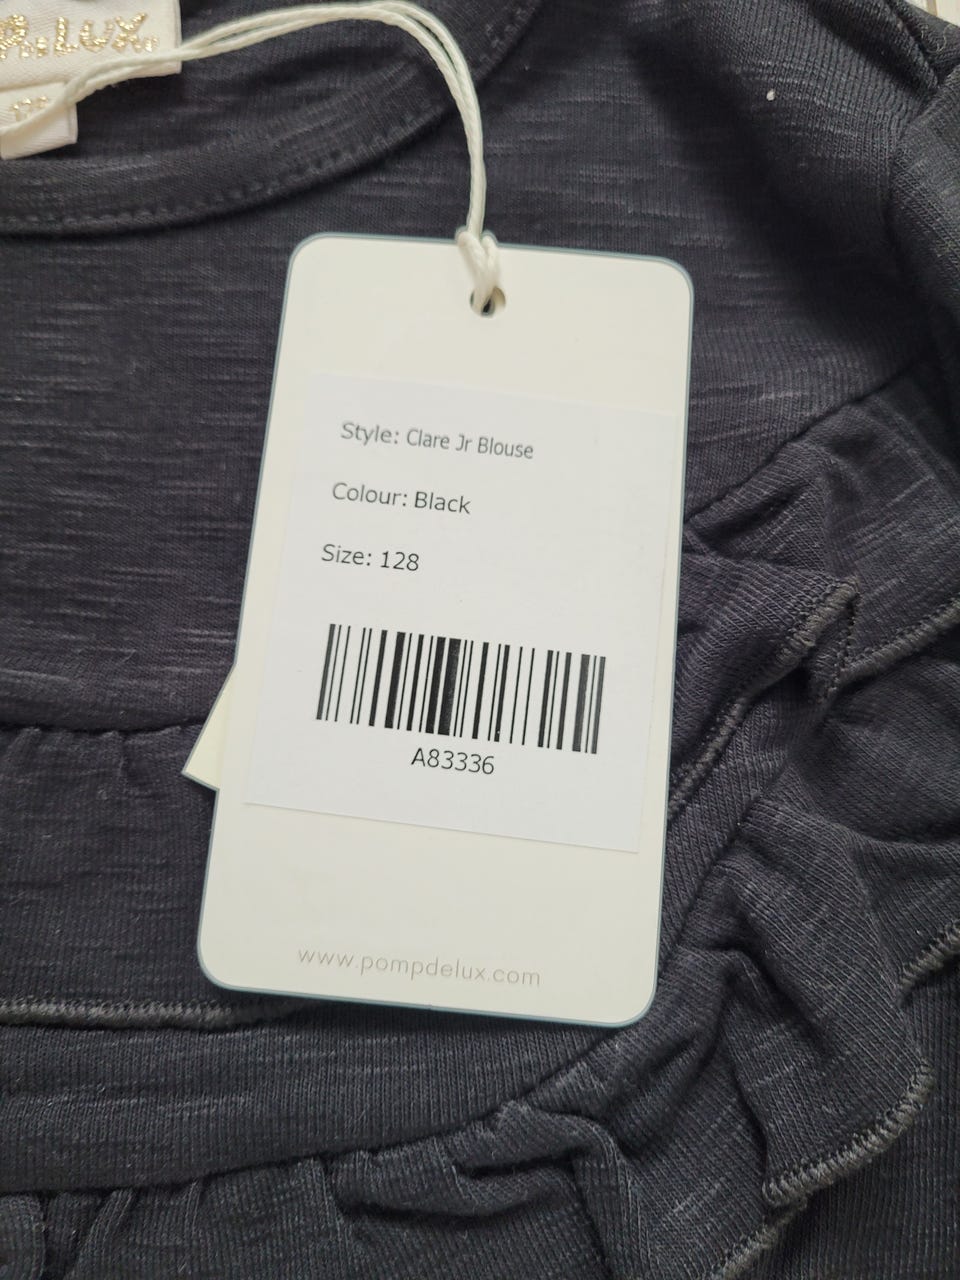 Style: Clare Jr Blouse
Colour: Black
Size: 128
A83336
www.pompdelux.com